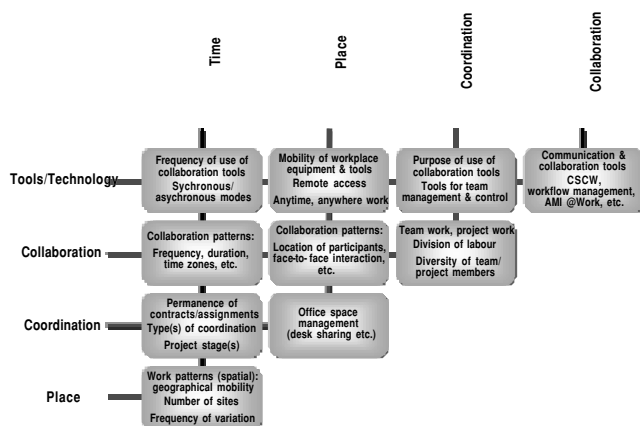 Time
Place
Coordination
Collaboration
Tools/Technology
Frequency of use of
collaboration tools
Sychronous/
asychronous modes
Mobility of workplace
equipment & tools
Remote access
Anytime, anywhere work
Purpose of use of
collaboration tools
Tools for team
management & control
Communication &
collaboration tools
CSCW,
workflow management,
AMI @Work, etc.
Collaboration
Collaboration patterns:
Frequency, duration,
time zones, etc.
Collaboration patterns:
Location of participants,
face-to- face interaction,
etc.
Team work, project work
Division of labour
Diversity of team/
project members
Coordination
Permanence of
contracts/assignments
Type(s) of coordination
Project stage(s)
Office space
management
(desk sharing etc.)
Place
Work patterns (spatial):
geographical mobility
Number of sites
Frequency of variation